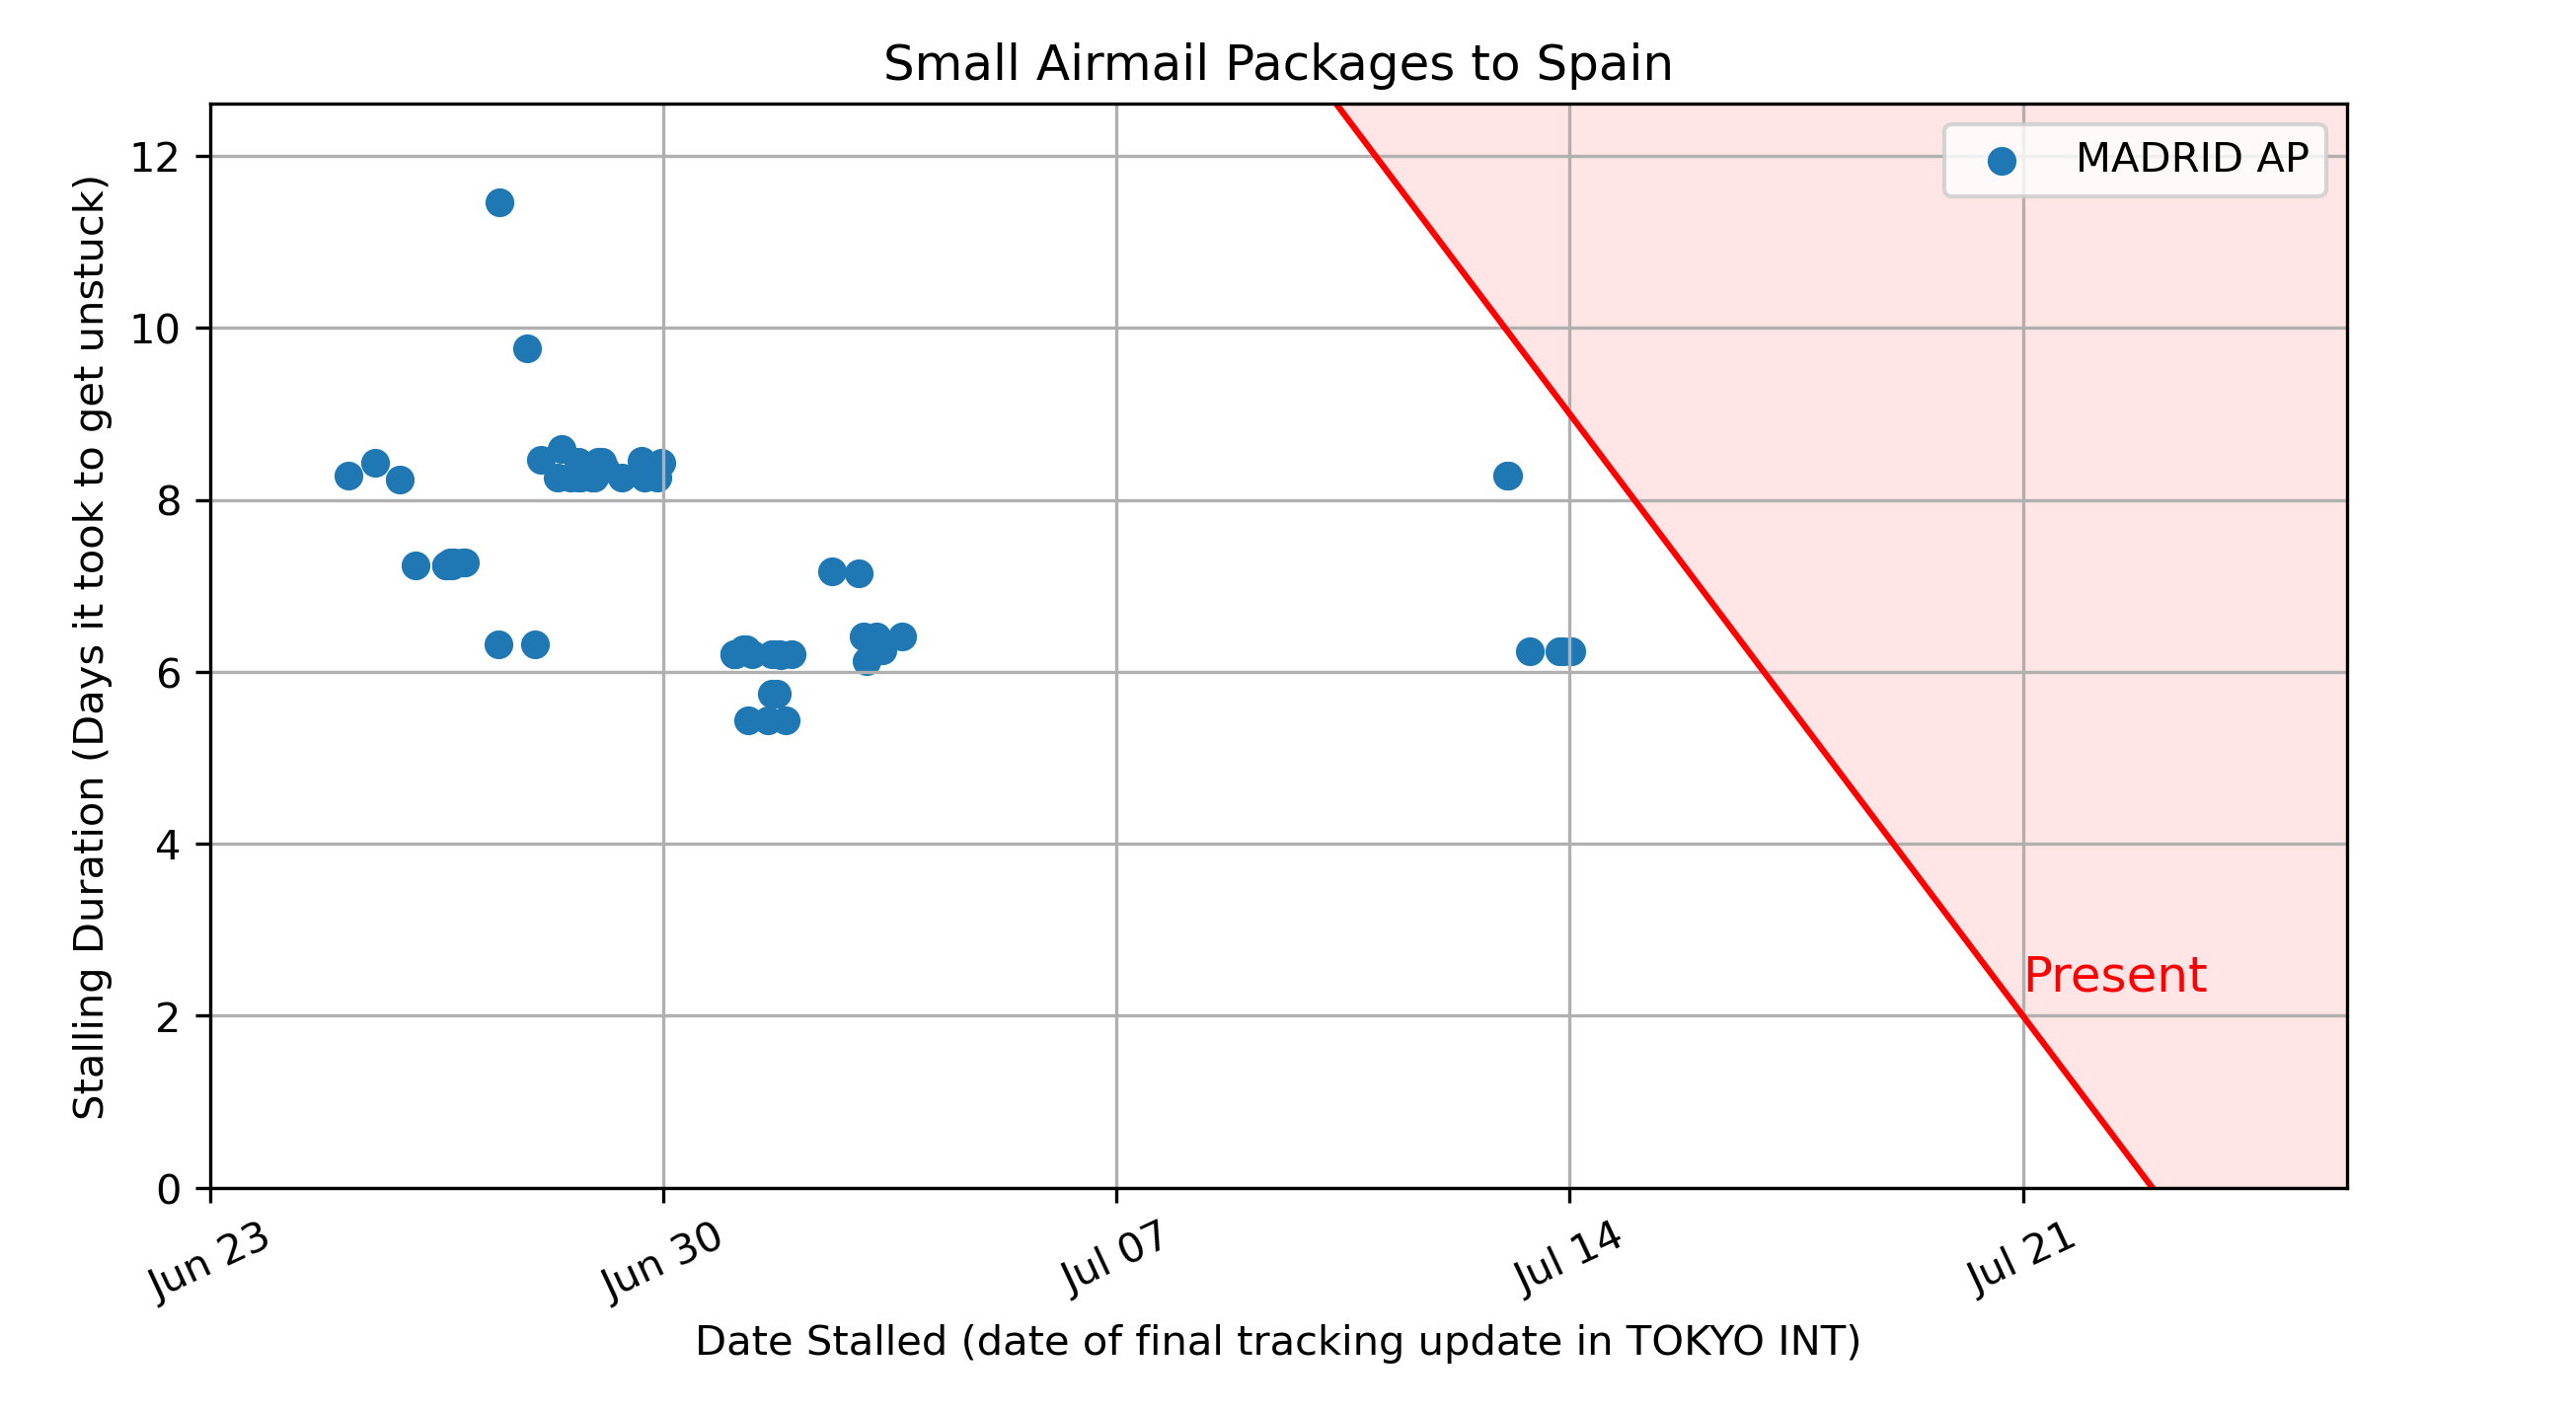 Small Airmail Packages to Spain
MADRID AP
12
10
8
6
4
2
0
Stalling Duration (Days it took to get unstuck)
Present
Jun 23
Jun 30
Jul 07
Jul 14
Jul 21
Date Stalled (date of final tracking update in TOKYO INT)